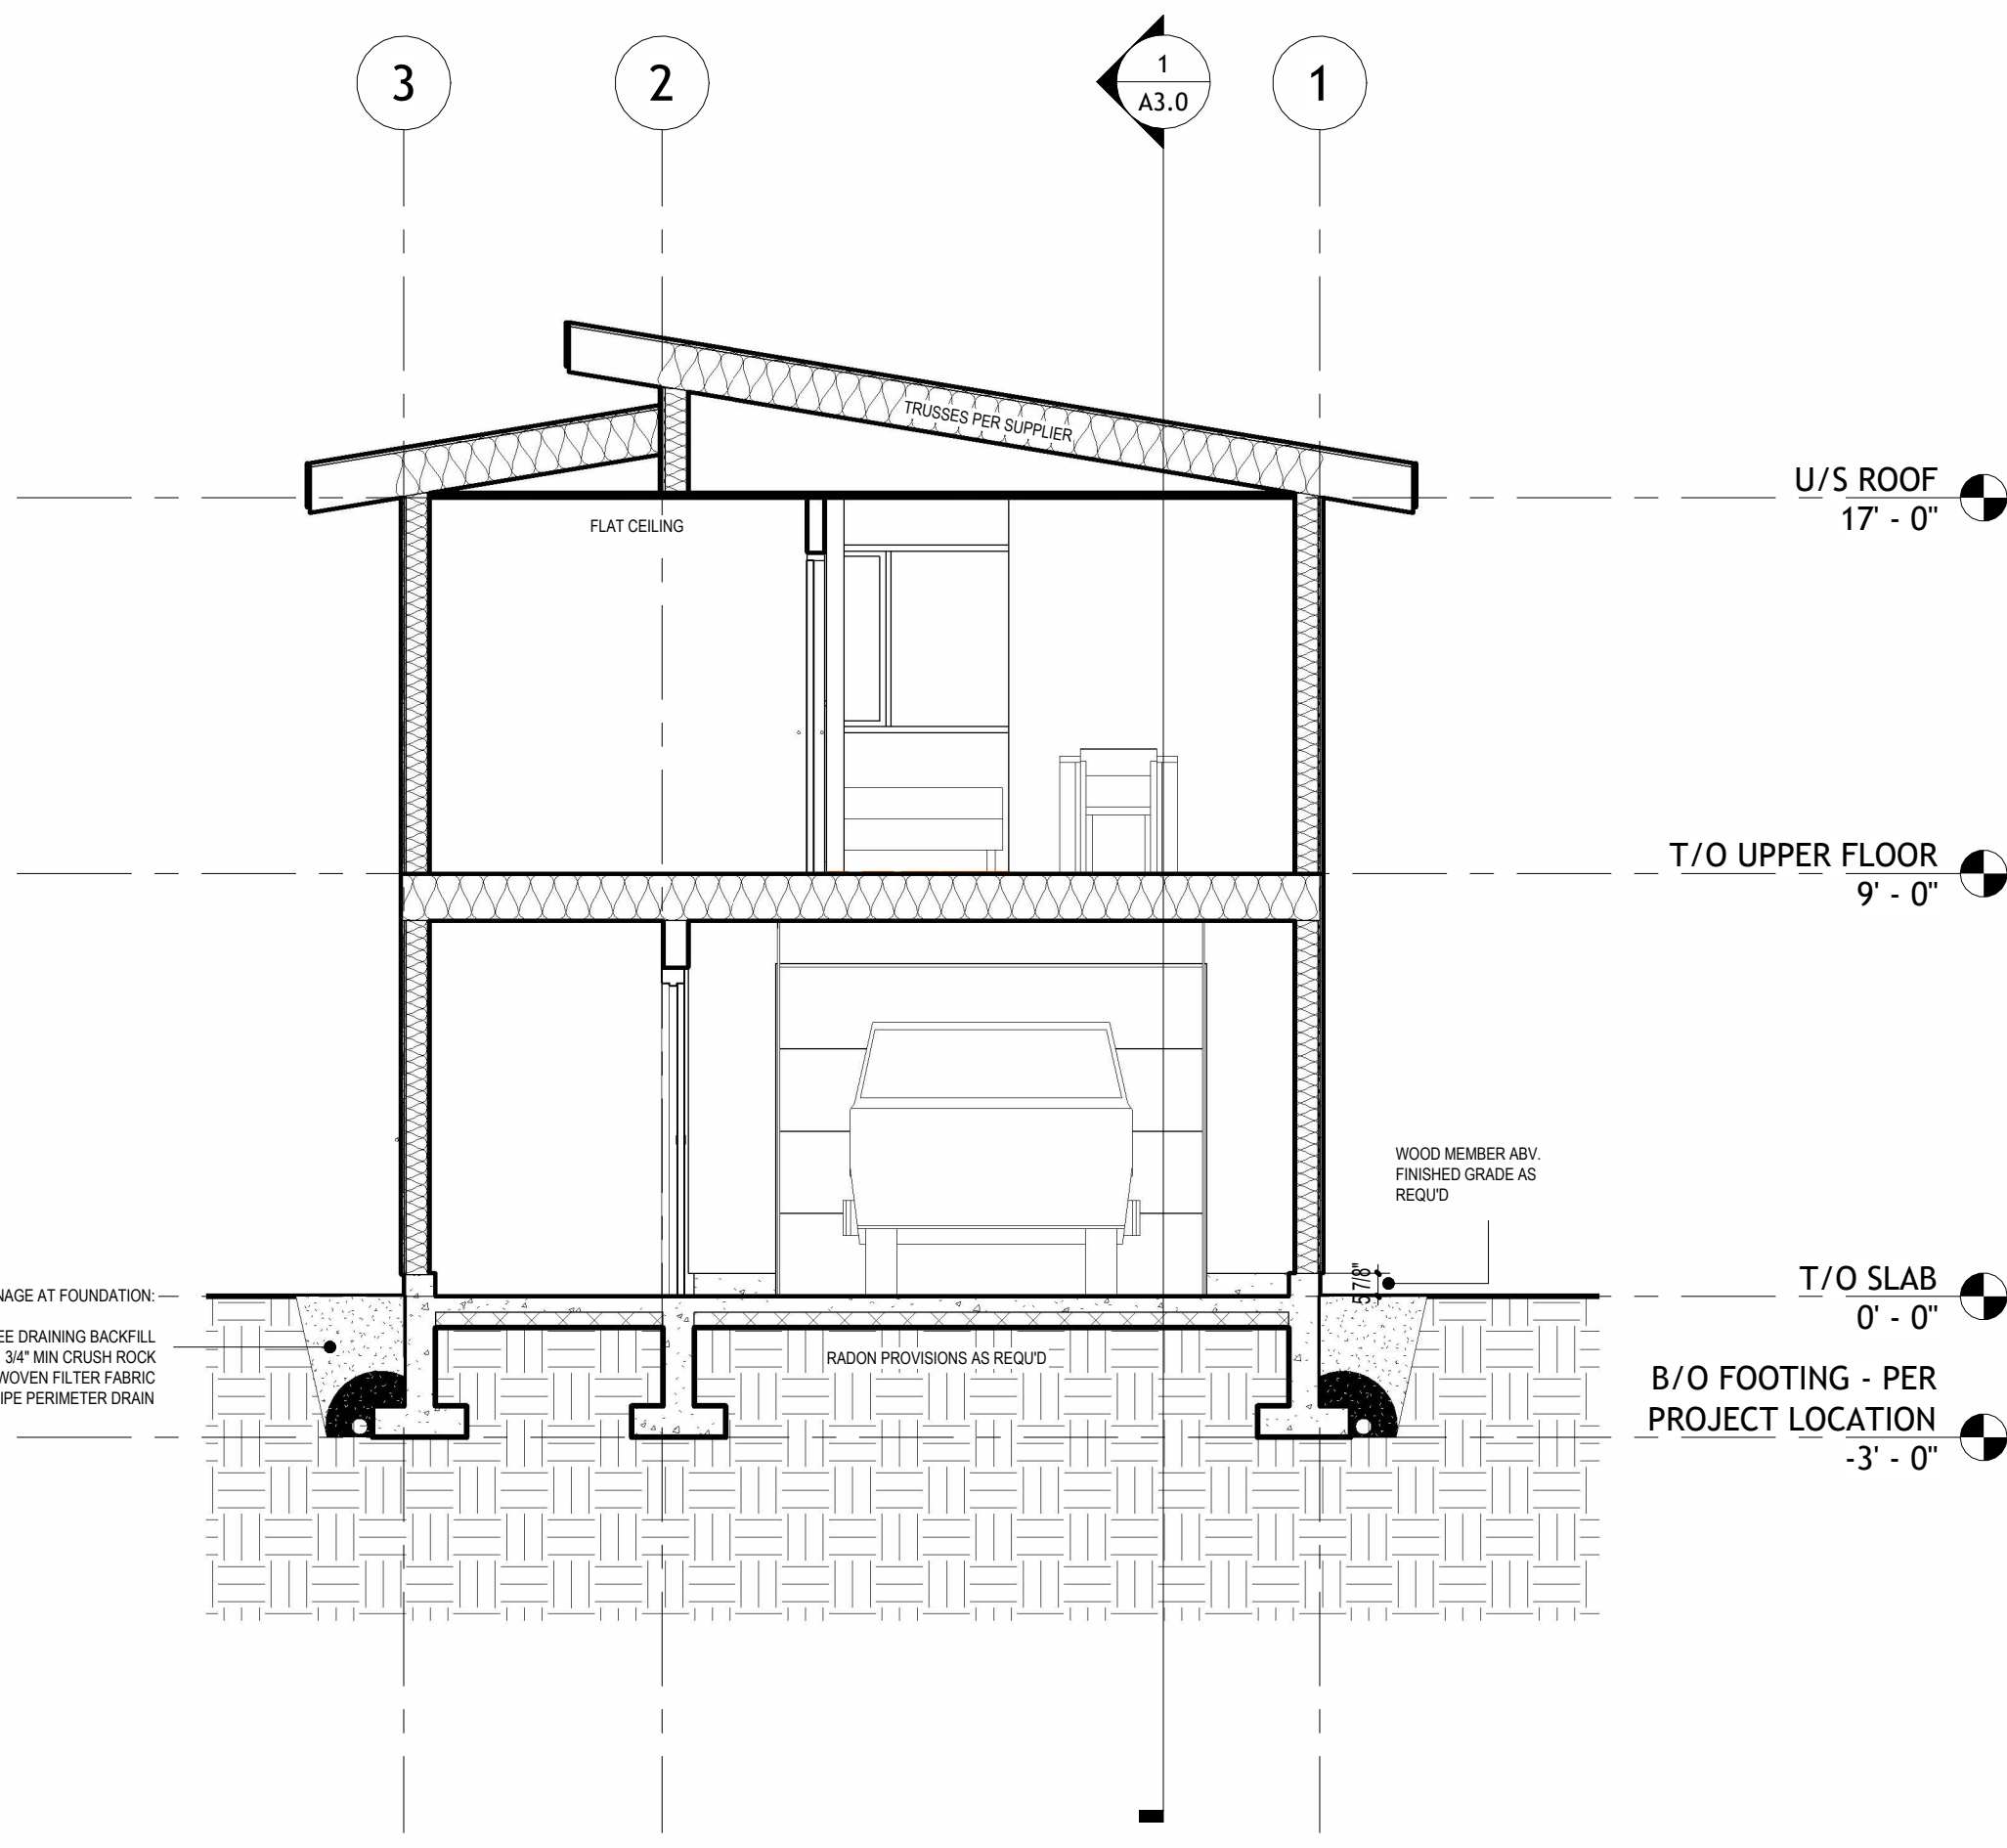 3
2
1
A3.0
1
TRUSSES PER SUPPLIER
U/S ROOF
17' - 0"
FLAT CEILING
T/O UPPER FLOOR
9' - 0"
WOOD MEMBER ABV.
FINISHED GRADE AS
REQU'D
5 7/8"
T/O SLAB
0' - 0"
NAGE AT FOUNDATION:
EE DRAINING BACKFILL
3/4" MIN CRUSH ROCK
WOVEN FILTER FABRIC
IPE PERIMETER DRAIN
RADON PROVISIONS AS REQU'D
B/O FOOTING - PER
PROJECT LOCATION
-3' - 0"